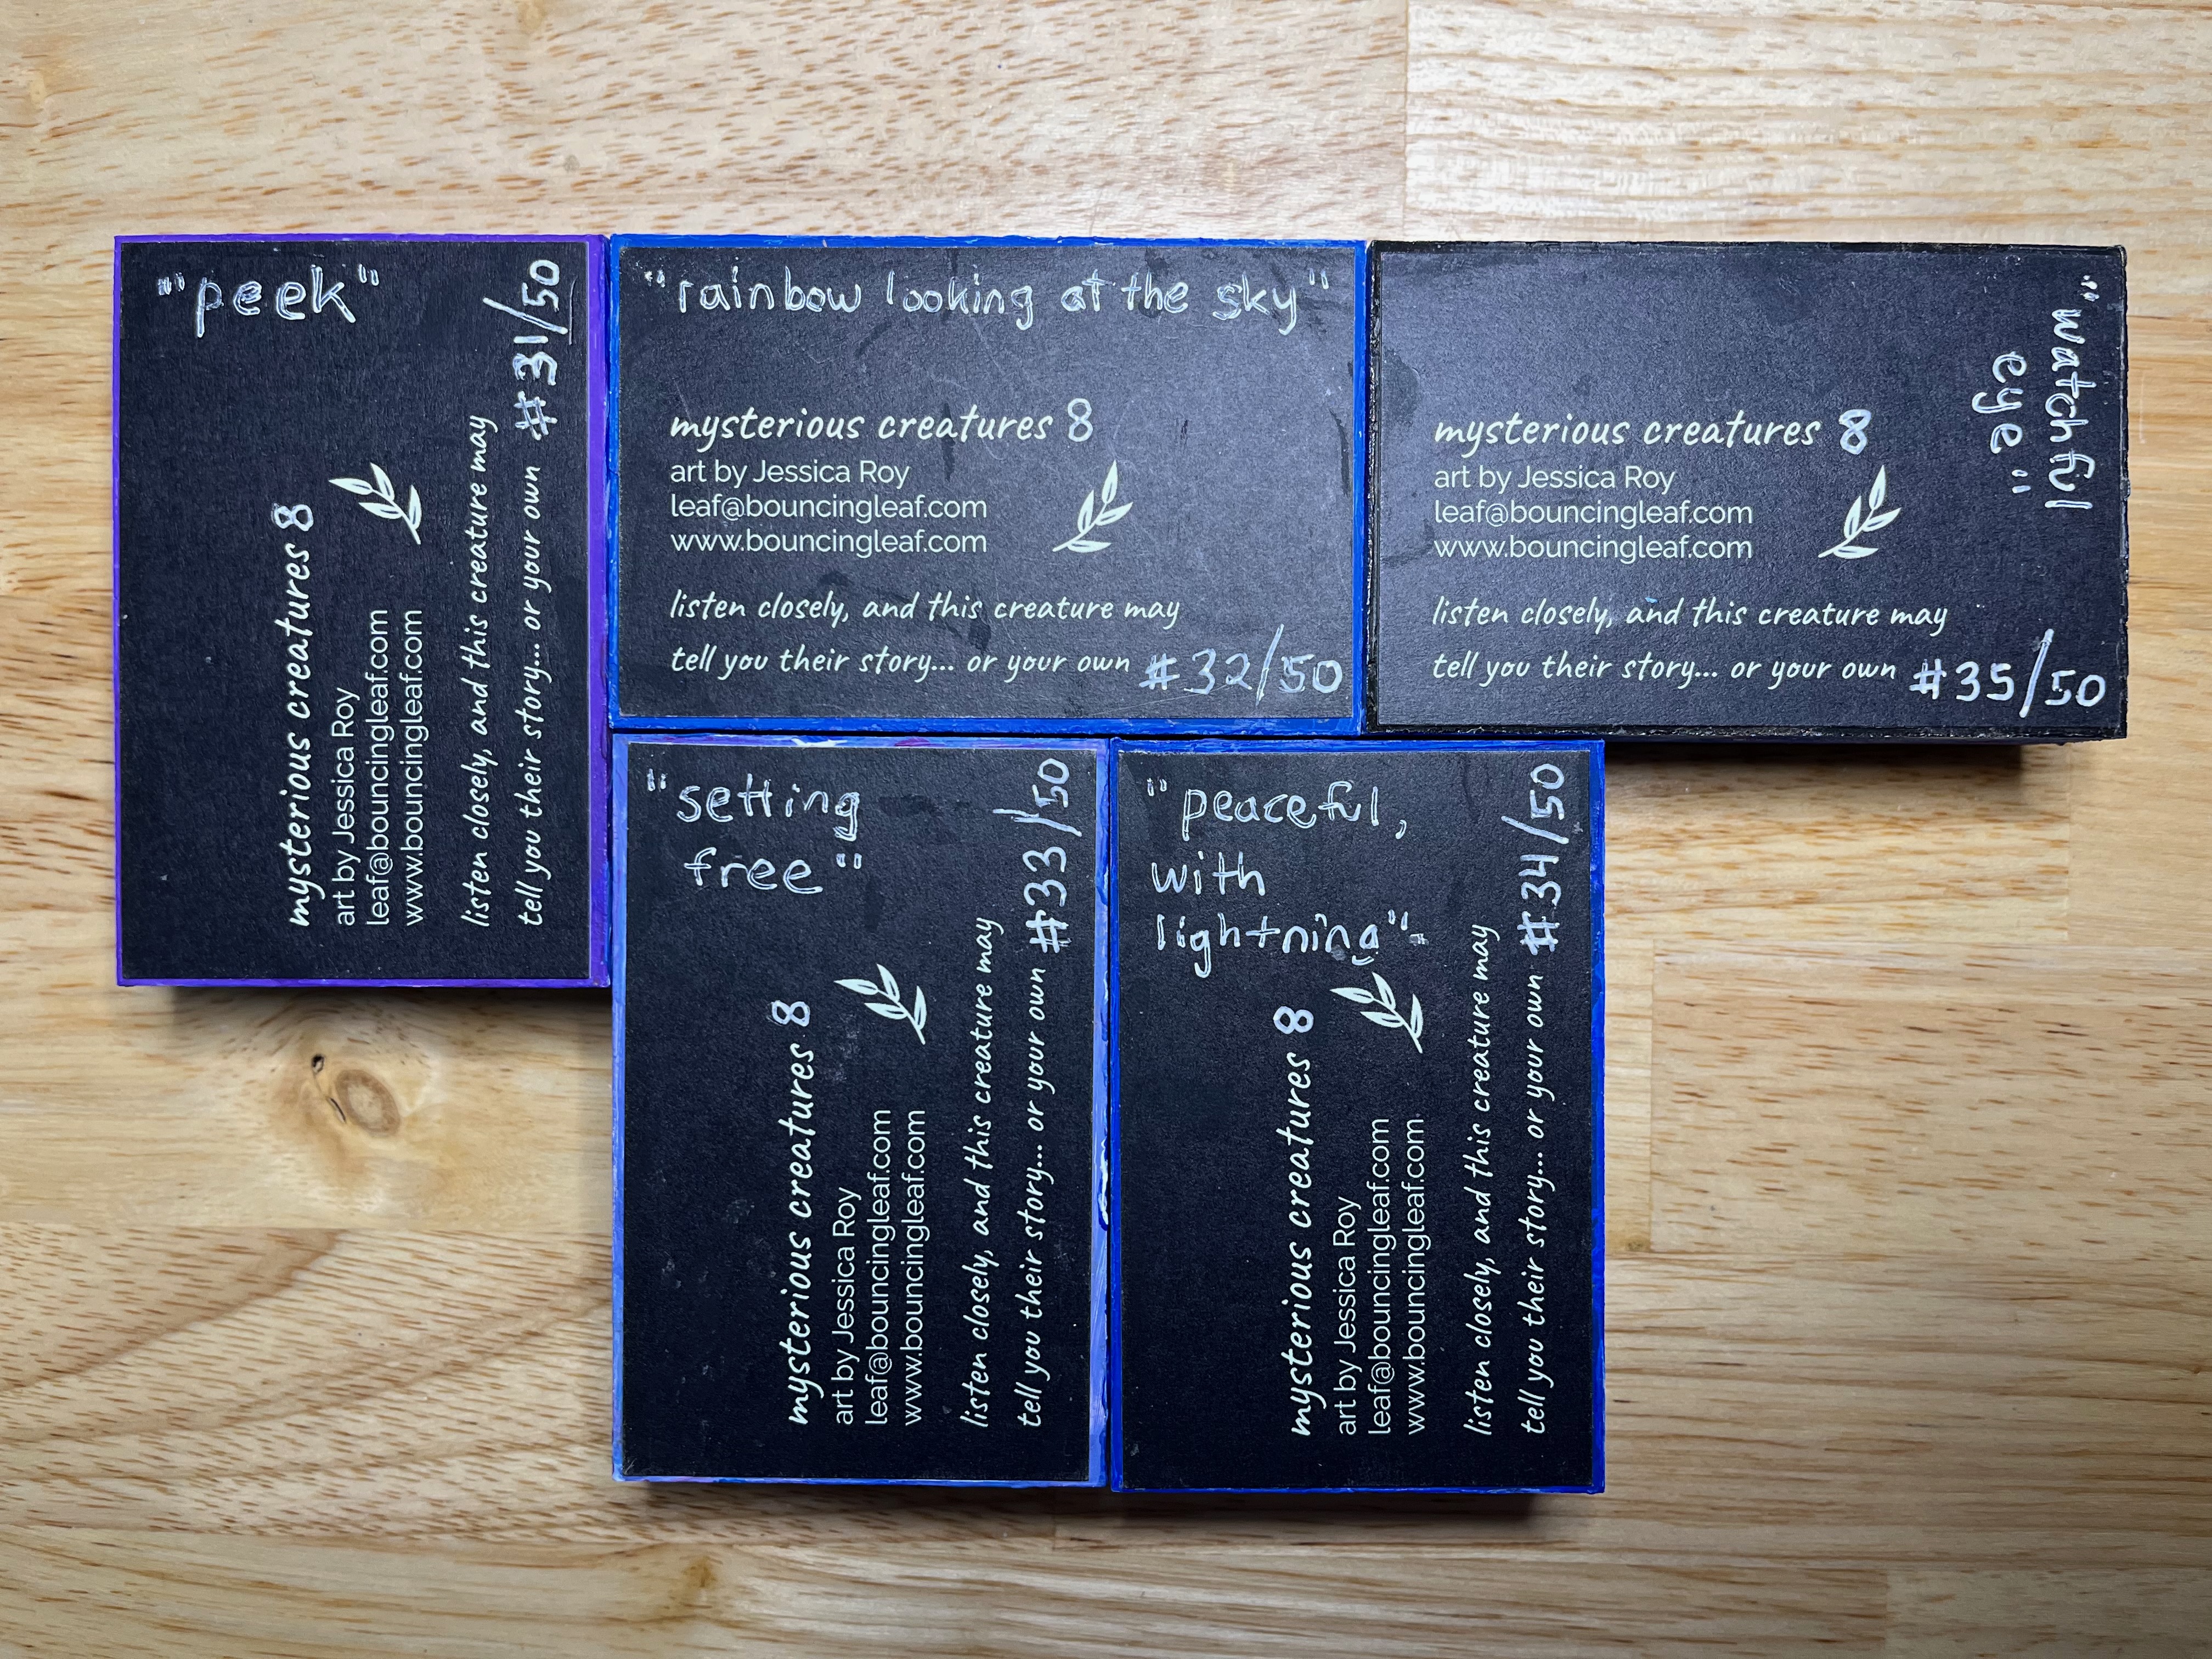 "peek"
mysterious creatures 8
art by Jessica Roy
leaf@bouncingleaf.com
www.bouncingleaf.com
listen closely, and this creature may
tell you their story... or your own #31/50
"rainbow looking at the sky"
mysterious creatures 8
art by Jessica Roy
leaf@bouncingleaf.com
www.bouncingleaf.com
listen closely, and this creature may
tell you their story... or your own #32/50
"watchful
eye"
mysterious creatures 8
art by Jessica Roy
leaf@bouncingleaf.com
www.bouncingleaf.com
listen closely, and this creature may
tell you their story... or your own #35/50
"setting
free"
mysterious creatures 8
art by Jessica Roy
leaf@bouncingleaf.com
www.bouncingleaf.com
listen closely, and this creature may
tell you their story... or your own #33/50
"peaceful,
with
lightning"
mysterious creatures 8
art by Jessica Roy
leaf@bouncingleaf.com
www.bouncingleaf.com
listen closely, and this creature may
tell you their story... or your own #34/50